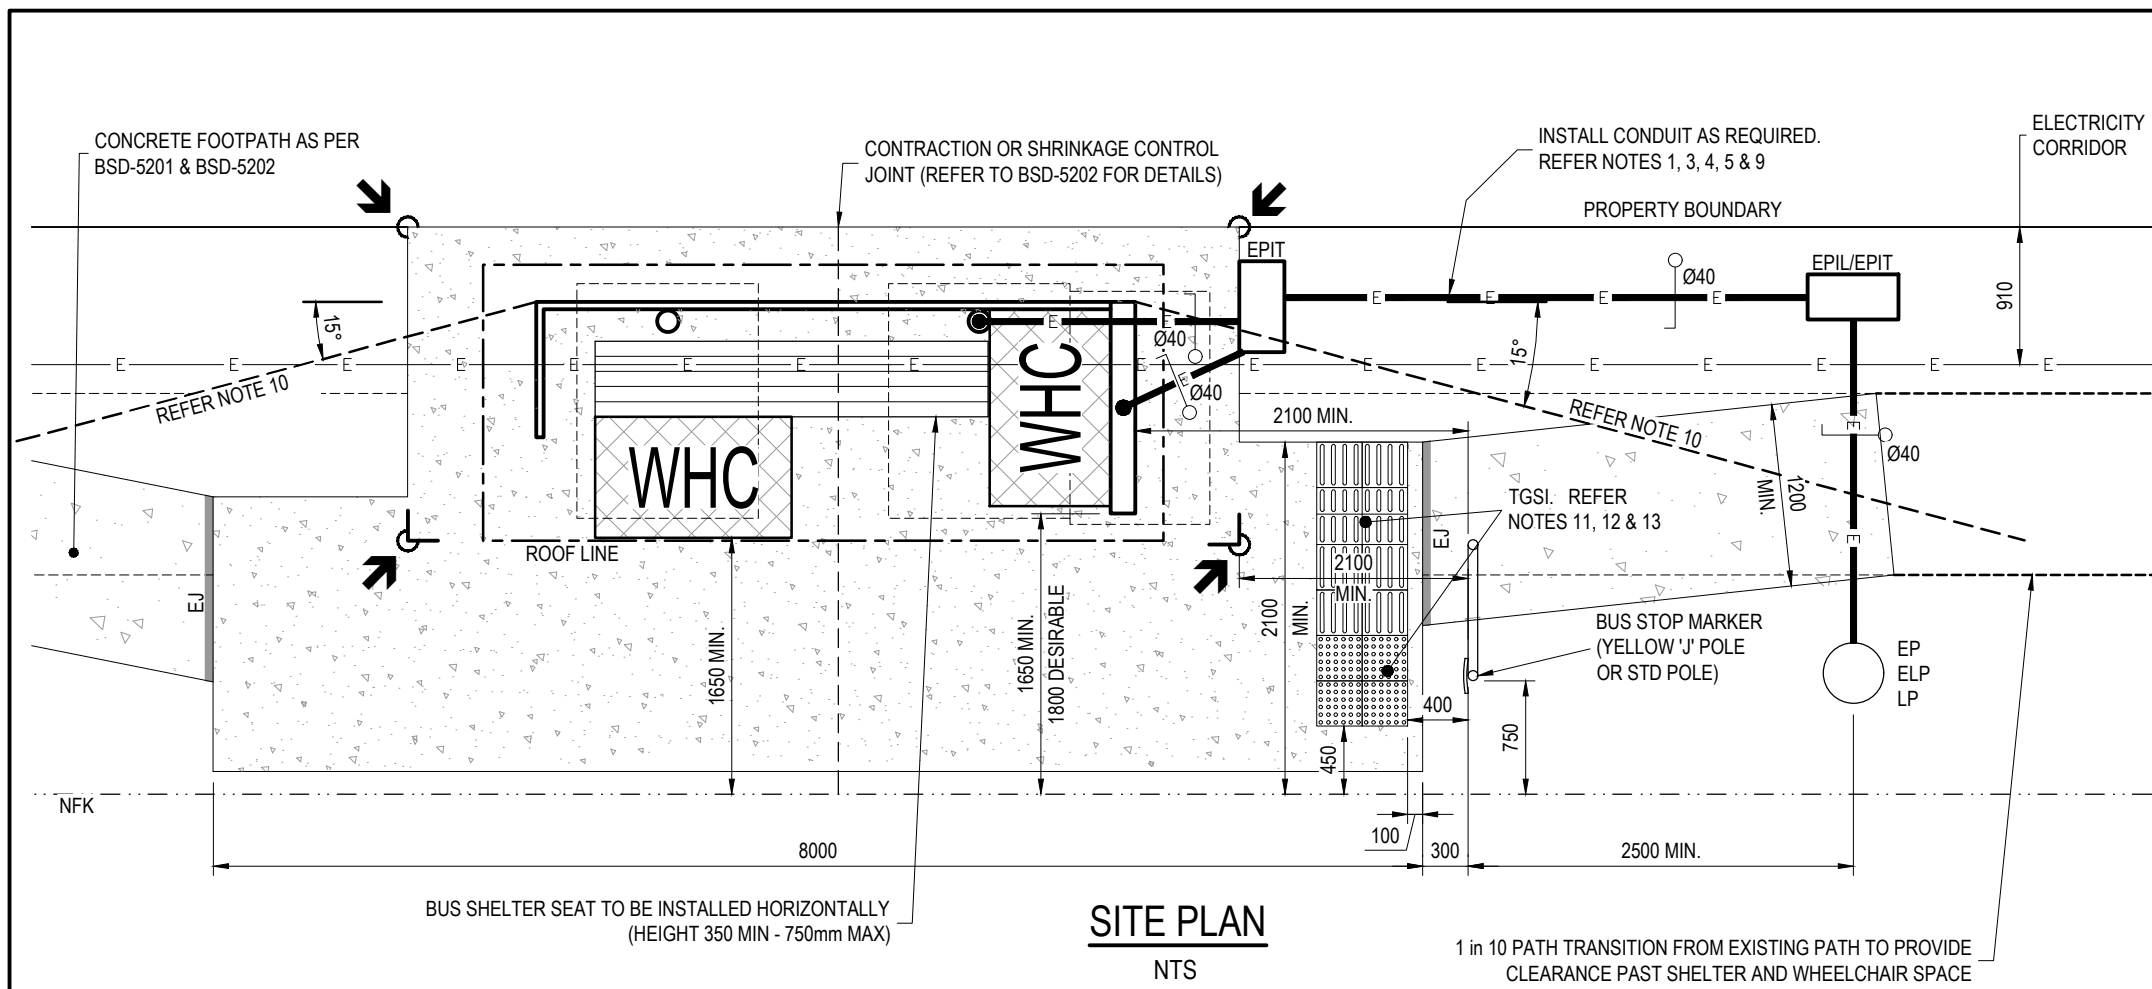 CONCRETE FOOTPATH AS PER
BSD-5201 & BSD-5202
CONTRACTION OR SHRINKAGE CONTROL
JOINT (REFER TO BSD-5202 FOR DETAILS)
INSTALL CONDUIT AS REQUIRED.
REFER NOTES 1, 3, 4, 5 & 9
ELECTRICITY
CORRIDOR
PROPERTY BOUNDARY
EPIT
EPIL/EPIT
Ø40
910
E E E E
15°
E E
Ø40
15°
E E E E E E E E E E E E E E E E E E
E
Ø40
REFER NOTE 10
REFER NOTE 10
WHC
WHC
2100 MIN.
E
Ø40
1200
MIN.
TGSI. REFER
NOTES 11, 12 & 13
EJ
E
ROOF LINE
2100
MIN.
EJ
1650 MIN.
1650 MIN.
1800 DESIRABLE
2100
MIN.
BUS STOP MARKER
(YELLOW 'J' POLE
OR STD POLE)
EP
ELP
LP
400
450
750
NFK
100
8000
300
2500 MIN.
BUS SHELTER SEAT TO BE INSTALLED HORIZONTALLY
(HEIGHT 350 MIN - 750mm MAX)
SITE PLAN
NTS
1 in 10 PATH TRANSITION FROM EXISTING PATH TO PROVIDE
CLEARANCE PAST SHELTER AND WHEELCHAIR SPACE